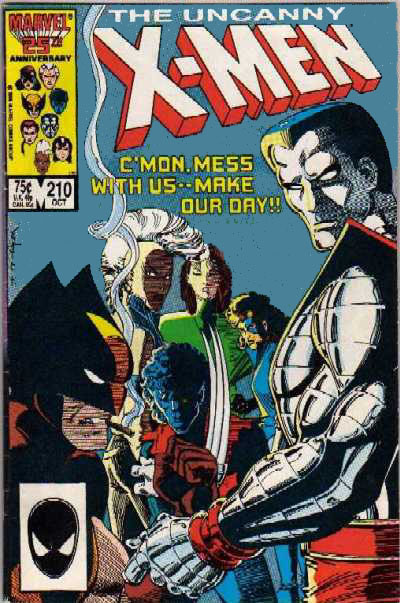 MARVEL
25TH
ANNIVERSARY
THE UNCANNY
X-MEN
C'MON, MESS
WITH US--MAKE
OUR DAY!!
75¢
210
OCT